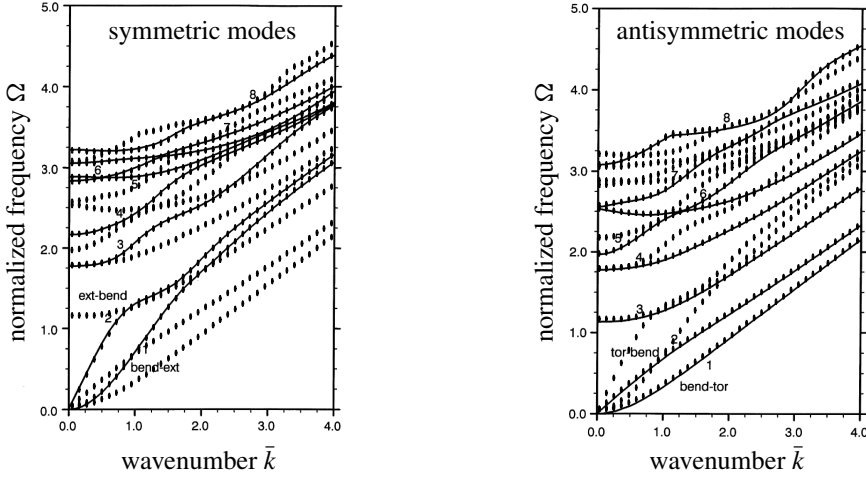 symmetric modes
normalized frequency Ω
5.0
4.0
3.0
2.0
1.0
0.0
8
7
6
5
4
3
ext-bend
2
1
bend-ext
0.0 1.0 2.0 3.0 4.0
wavenumber k̄
antisymmetric modes
normalized frequency Ω
5.0
4.0
3.0
2.0
1.0
0.0
8
7
6
5
4
3
2
tor-bend
1
bend-tor
0.0 1.0 2.0 3.0 4.0
wavenumber k̄